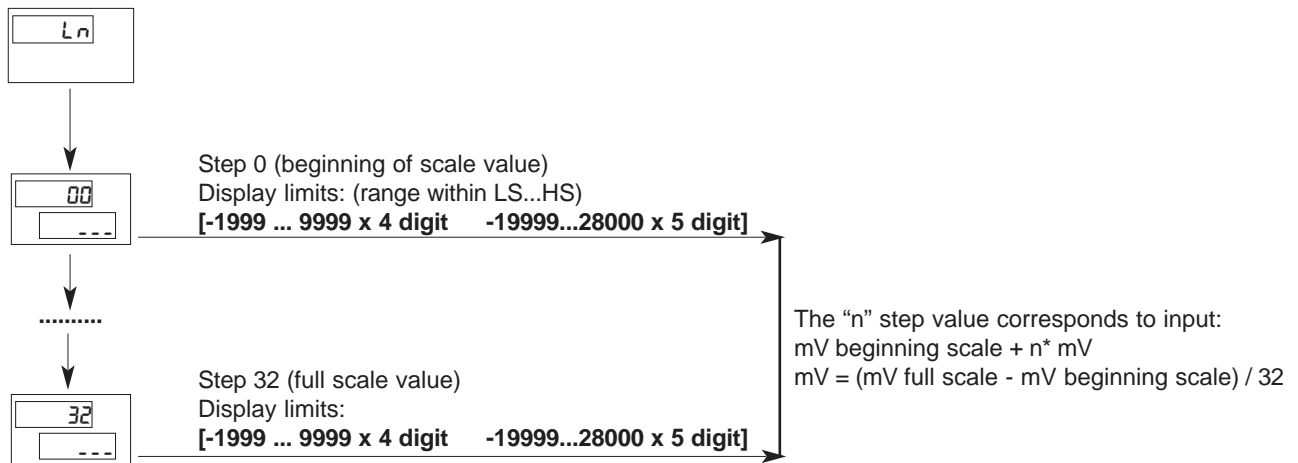 Ln
00
---
Step 0 (beginning of scale value)
Display limits: (range within LS...HS)
[-1999 ... 9999 x 4 digit -19999...28000 x 5 digit]
..........
The “n” step value corresponds to input:
mV beginning scale + n* mV
mV = (mV full scale - mV beginning scale) / 32
32
---
Step 32 (full scale value)
Display limits:
[-1999 ... 9999 x 4 digit -19999...28000 x 5 digit]